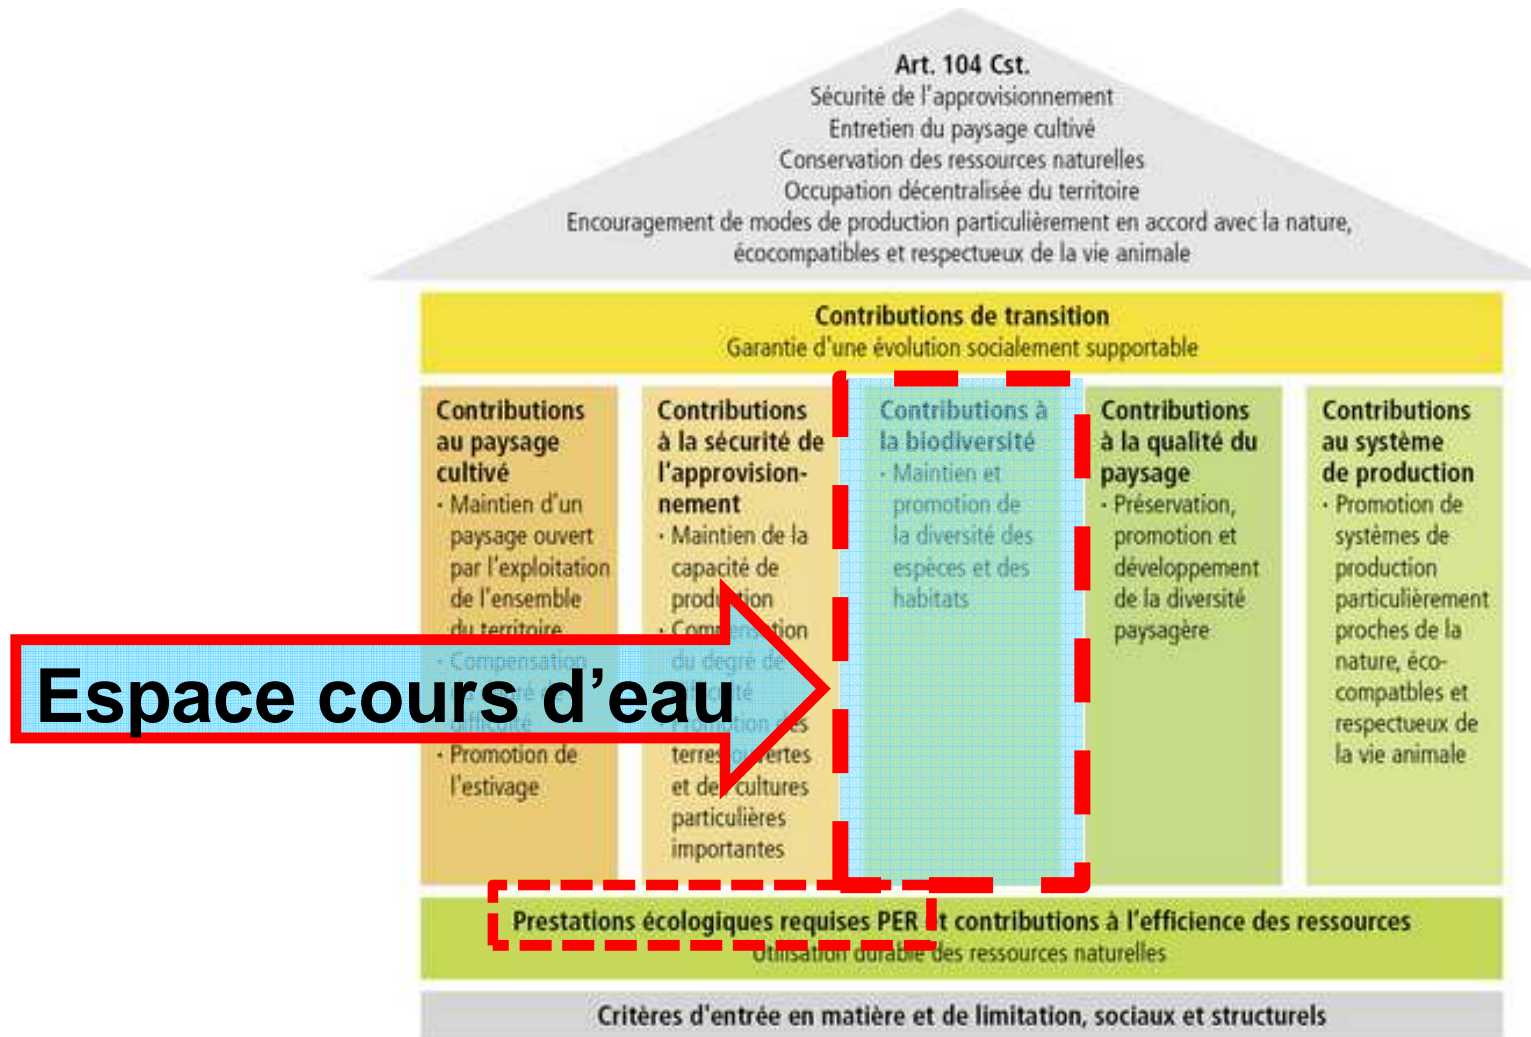 Art. 104 Cst.
Sécurité de l'approvisionnement
Entretien du paysage cultivé
Conservation des ressources naturelles
Occupation décentralisée du territoire
Encouragement de modes de production particulièrement en accord avec la nature,
écocompatibles et respectueux de la vie animale
Contributions de transition
Garantie d'une évolution socialement supportable
Contributions
au paysage
cultivé
· Maintien d'un
paysage ouvert
par l'exploitation
de l'ensemble
du territoire
· Compensation
difficulté
· Promotion de
l'estivage
Contributions
à la sécurité de
l'approvision-
nement
· Maintien de la
capacité de
production
· Compensation
du degré de
· Promotion des
terres ouvertes
et des cultures
particulières
importantes
Contributions à
la biodiversité
· Maintien et
promotion de
la diversité des
espèces et des
habitats
Contributions
à la qualité du
paysage
· Préservation,
promotion et
développement
de la diversité
paysagère
Contributions
au système
de production
· Promotion de
systèmes de
production
particulièrement
proches de la
nature, éco-
compatbles et
respectueux de
la vie animale
Espace cours d’eau
Prestations écologiques requises PER et contributions à l'efficience des ressources
Utilisation durable des ressources naturelles
Critères d'entrée en matière et de limitation, sociaux et structurels